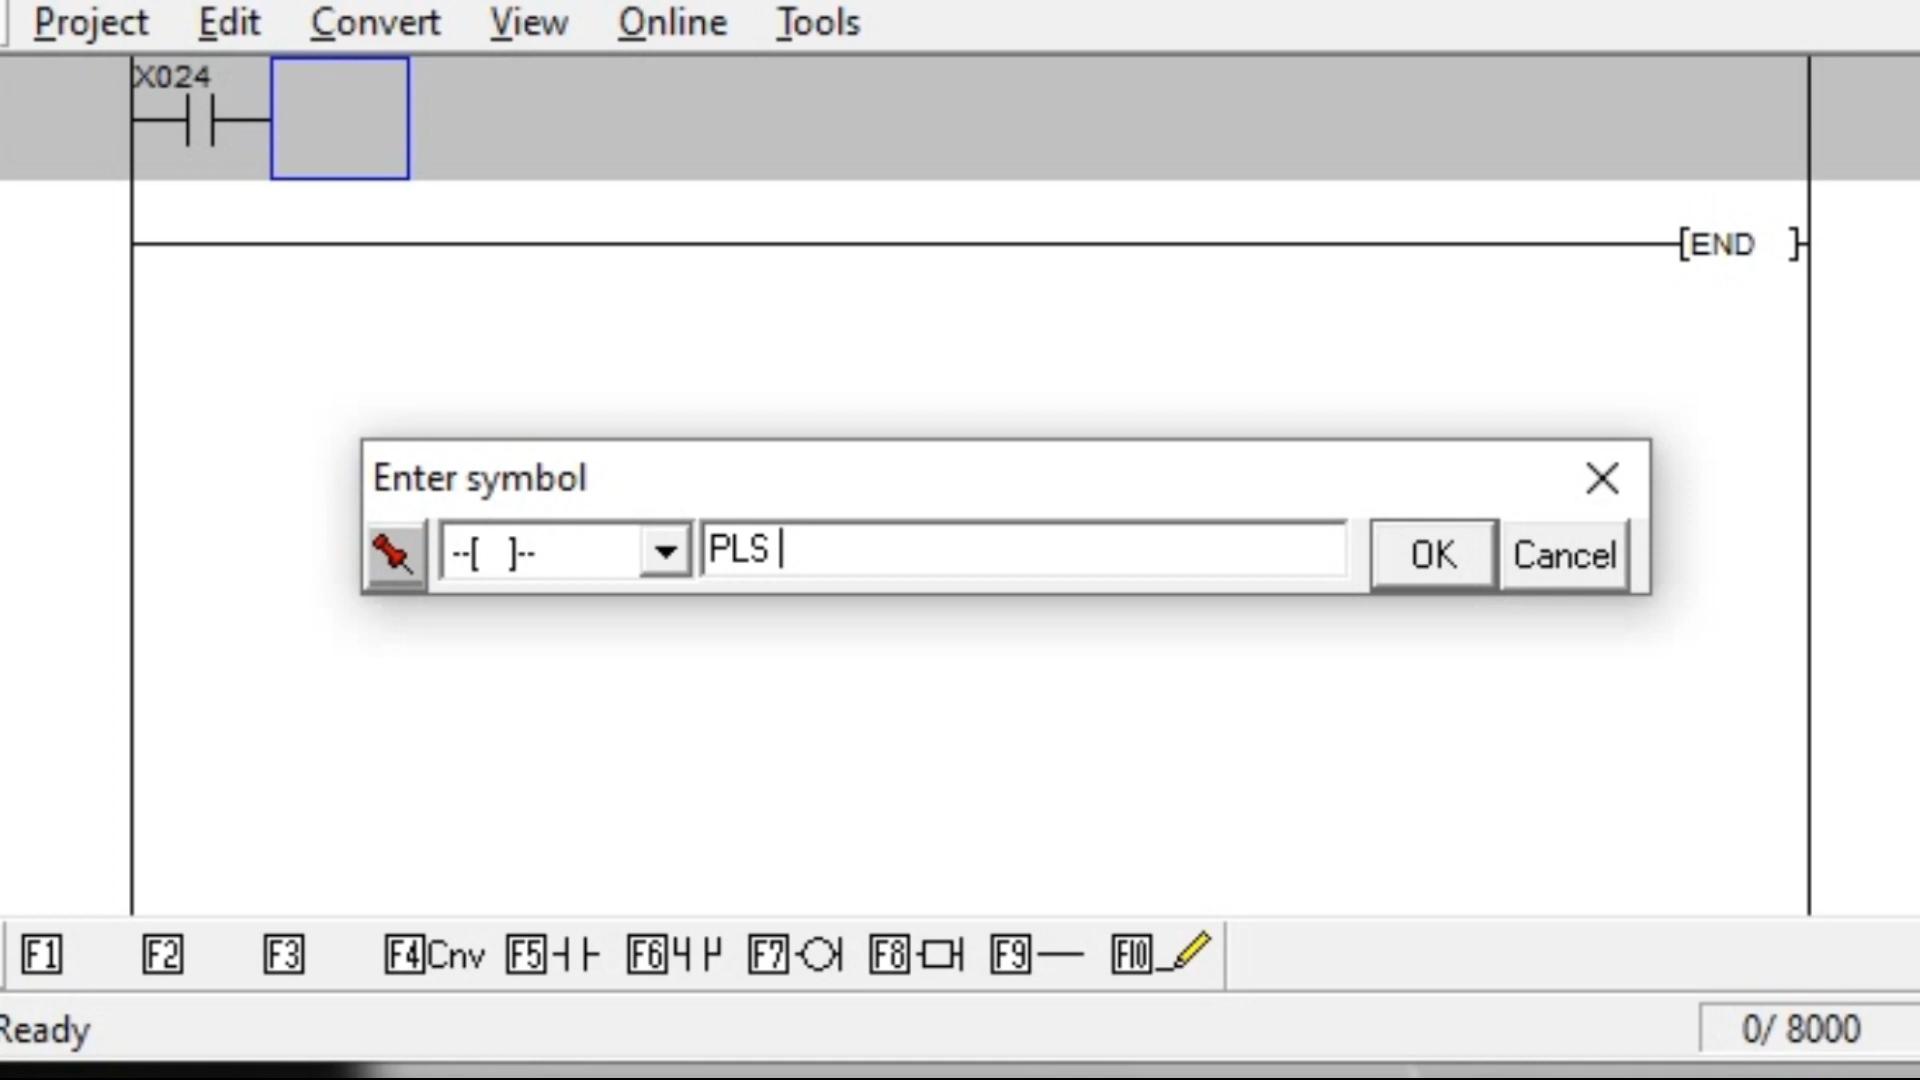 Project Edit Convert View Online Tools
X024
[END ]
Enter symbol
--[ ]-- PLS OK Cancel
F1 F2 F3 F4Cnv F5 F6 F7 F8 F9 F10
Ready 0/ 8000